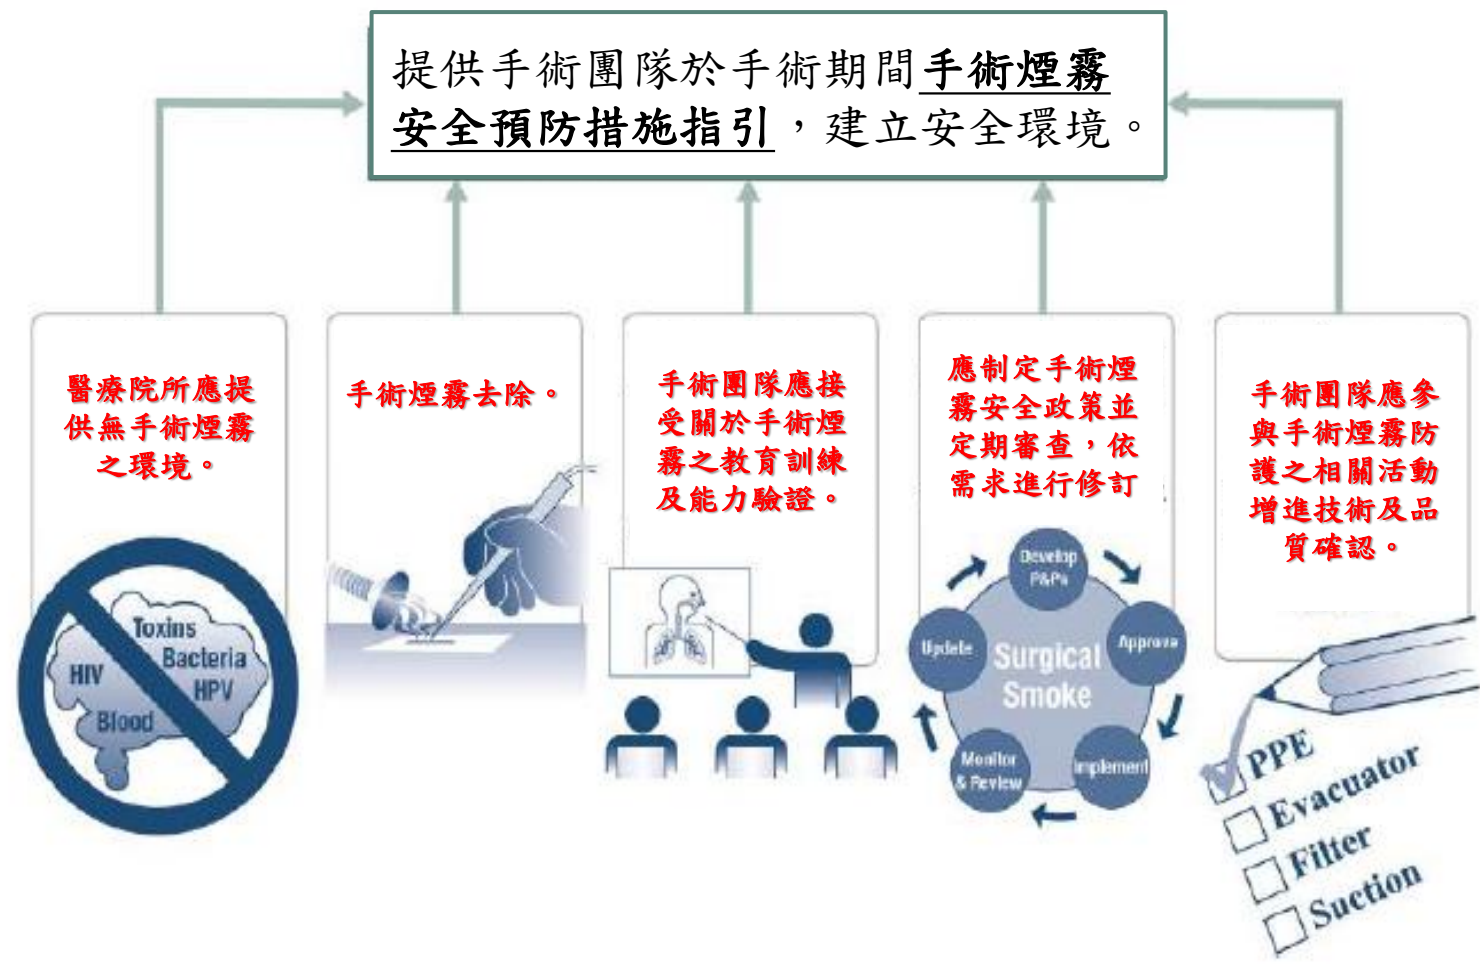 提供手術團隊於手術期間手術煙霧
安全預防措施指引，建立安全環境。
醫療院所應提
供無手術煙霧
之環境。
手術煙霧去除。
手術團隊應接
受關於手術煙
霧之教育訓練
及能力驗證。
應制定手術煙
霧安全政策並
定期審查，依
需求進行修訂
手術團隊應參
與手術煙霧防
護之相關活動
增進技術及品
質確認。
Toxins
Bacteria
HIV
HPV
Blood
Develop
P&Ps
Approve
Implement
Monitor
& Review
Update
Surgical
Smoke
PPE
Evacuator
Filter
Suction